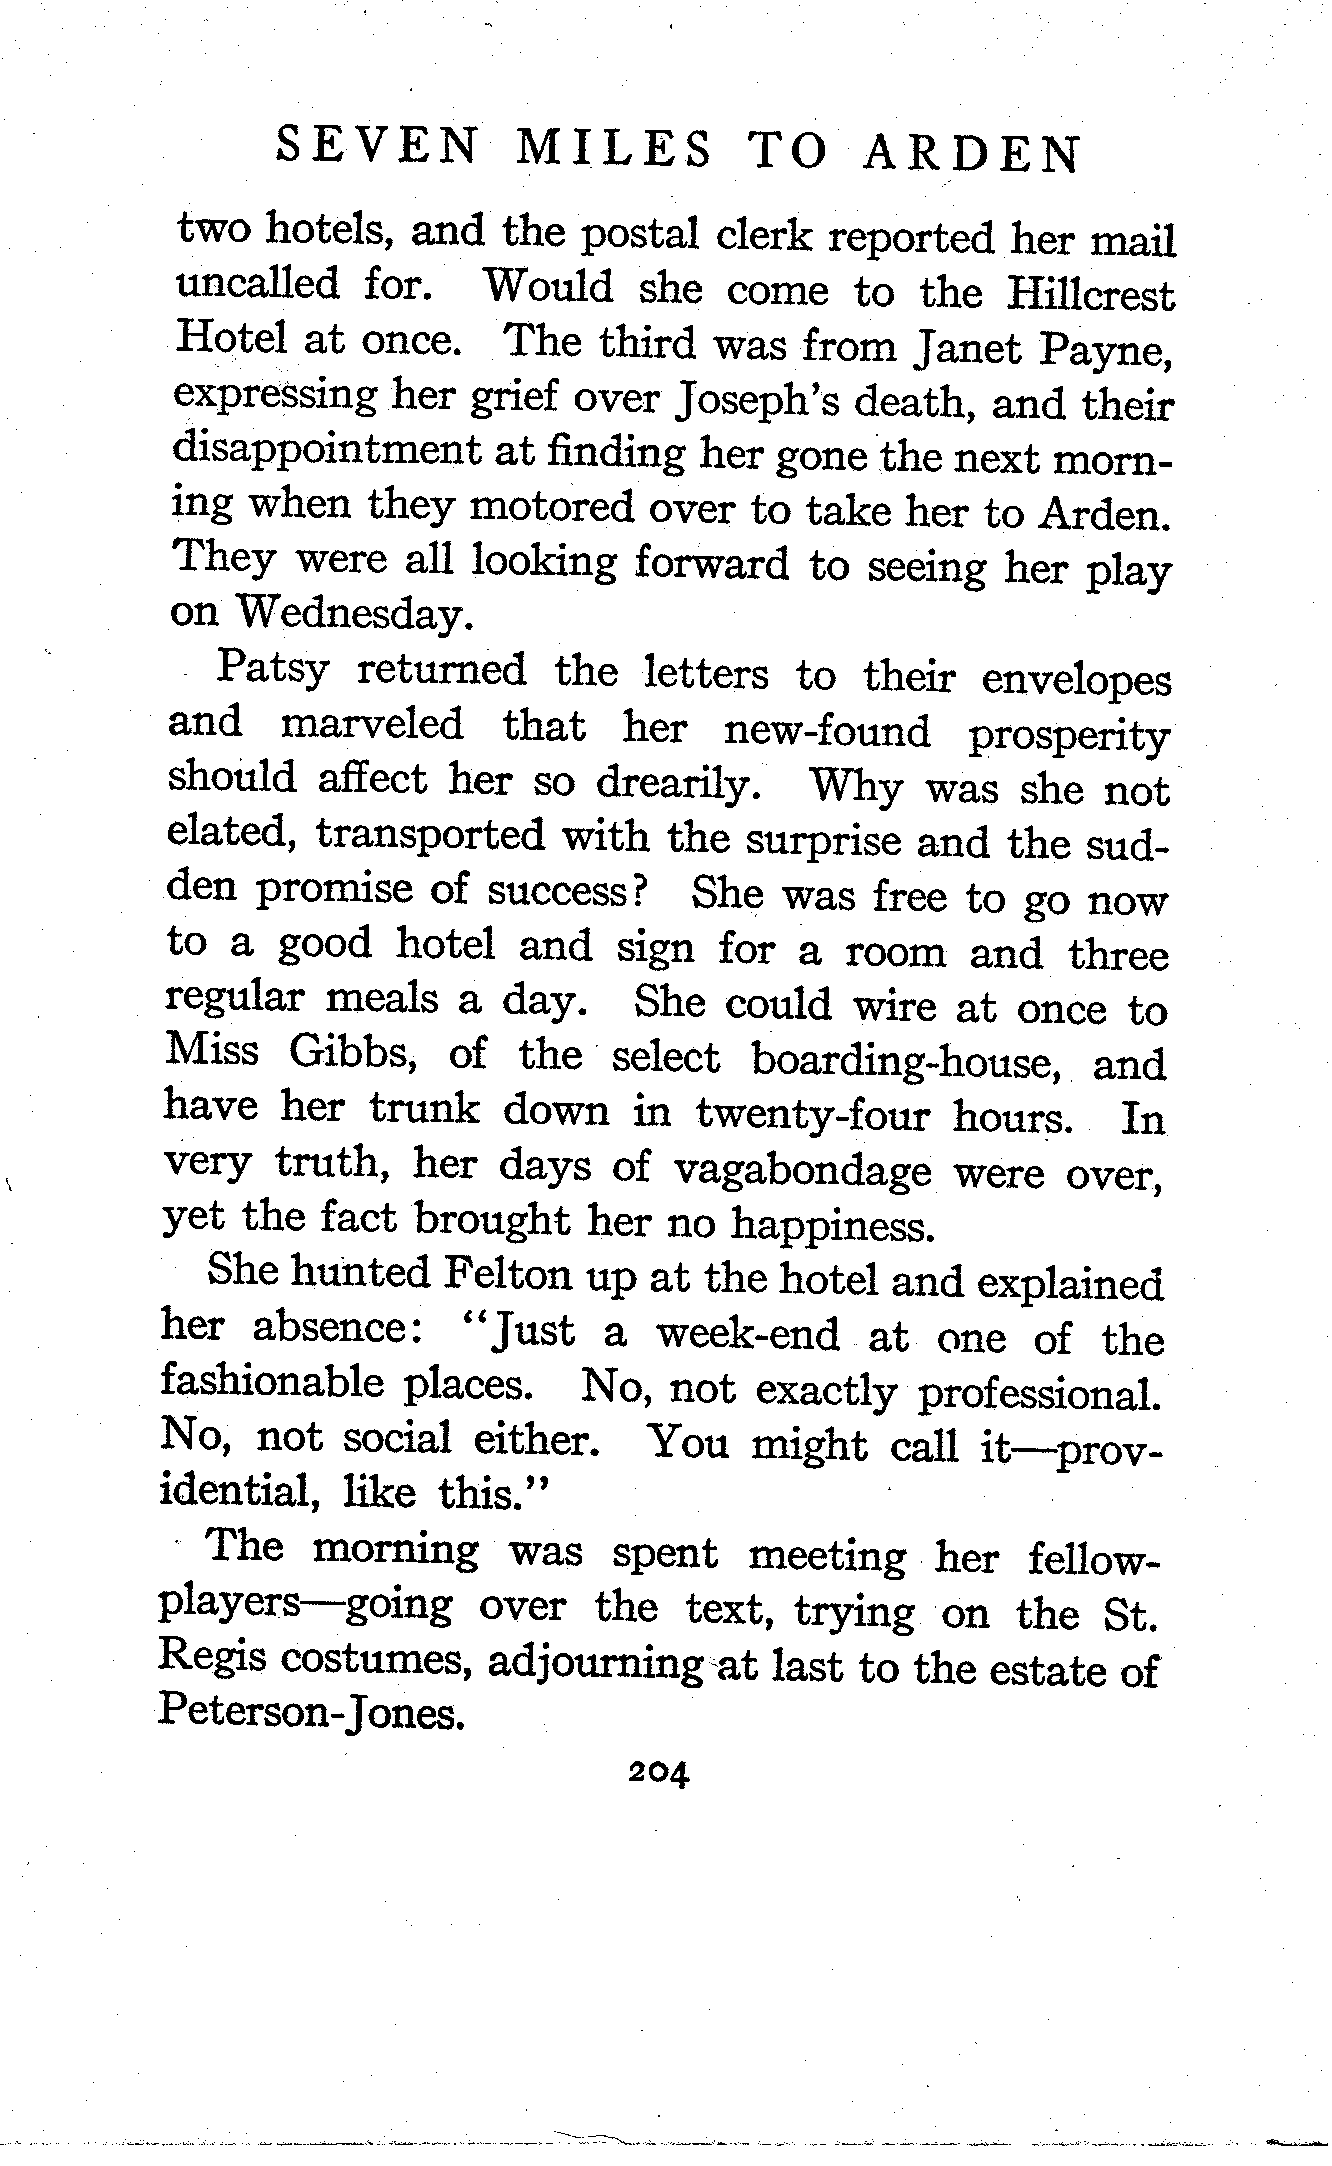 SEVEN MILES TO ARDEN
two hotels, and the postal clerk reported her mail
uncalled for. Would she come to the Hillcrest
Hotel at once. The third was from Janet Payne,
expressing her grief over Joseph's death, and their
disappointment at finding her gone the next morn-
ing when they motored over to take her to Arden.
They were all looking forward to seeing her play
on Wednesday.
Patsy returned the letters to their envelopes
and marveled that her new-found prosperity
should affect her so drearily. Why was she not
elated, transported with the surprise and the sud-
den promise of success? She was free to go now
to a good hotel and sign for a room and three
regular meals a day. She could wire at once to
Miss Gibbs, of the select boarding-house, and
have her trunk down in twenty-four hours. In
very truth, her days of vagabondage were over,
yet the fact brought her no happiness.
She hunted Felton up at the hotel and explained
her absence: "Just a week-end at one of the
fashionable places. No, not exactly professional.
No, not social either. You might call it—prov-
idential, like this."
The morning was spent meeting her fellow-
players—going over the text, trying on the St.
Regis costumes, adjourning at last to the estate of
Peterson-Jones.
204